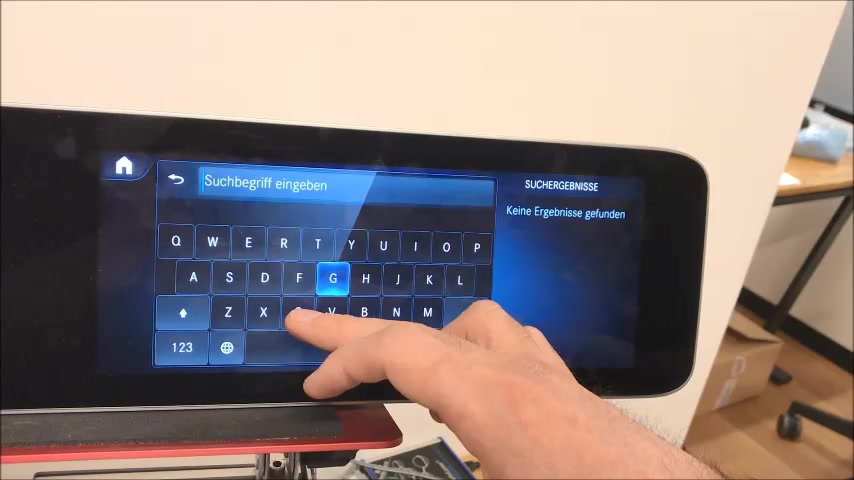 Suchbegriff eingeben
SUCHERGEBNISSE
Keine Ergebnisse gefunden
Q W E R T Y U I O P
A S D F G H J K L
Z X V B N M
123